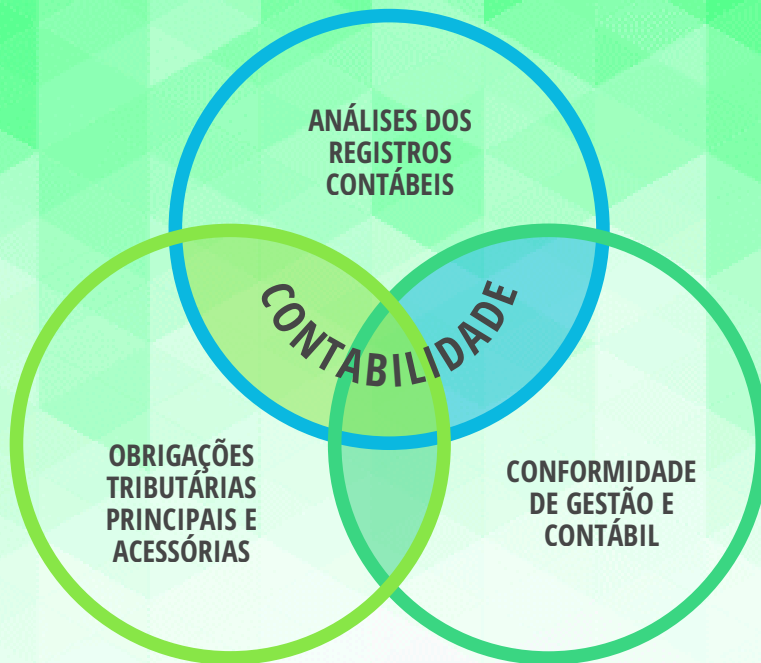 ANÁLISES DOS
REGISTROS
CONTÁBEIS
CONTABILIDADE
OBRIGAÇÕES
TRIBUTÁRIAS
PRINCIPAIS E
ACESSÓRIAS
CONFORMIDADE
DE GESTÃO E
CONTÁBIL